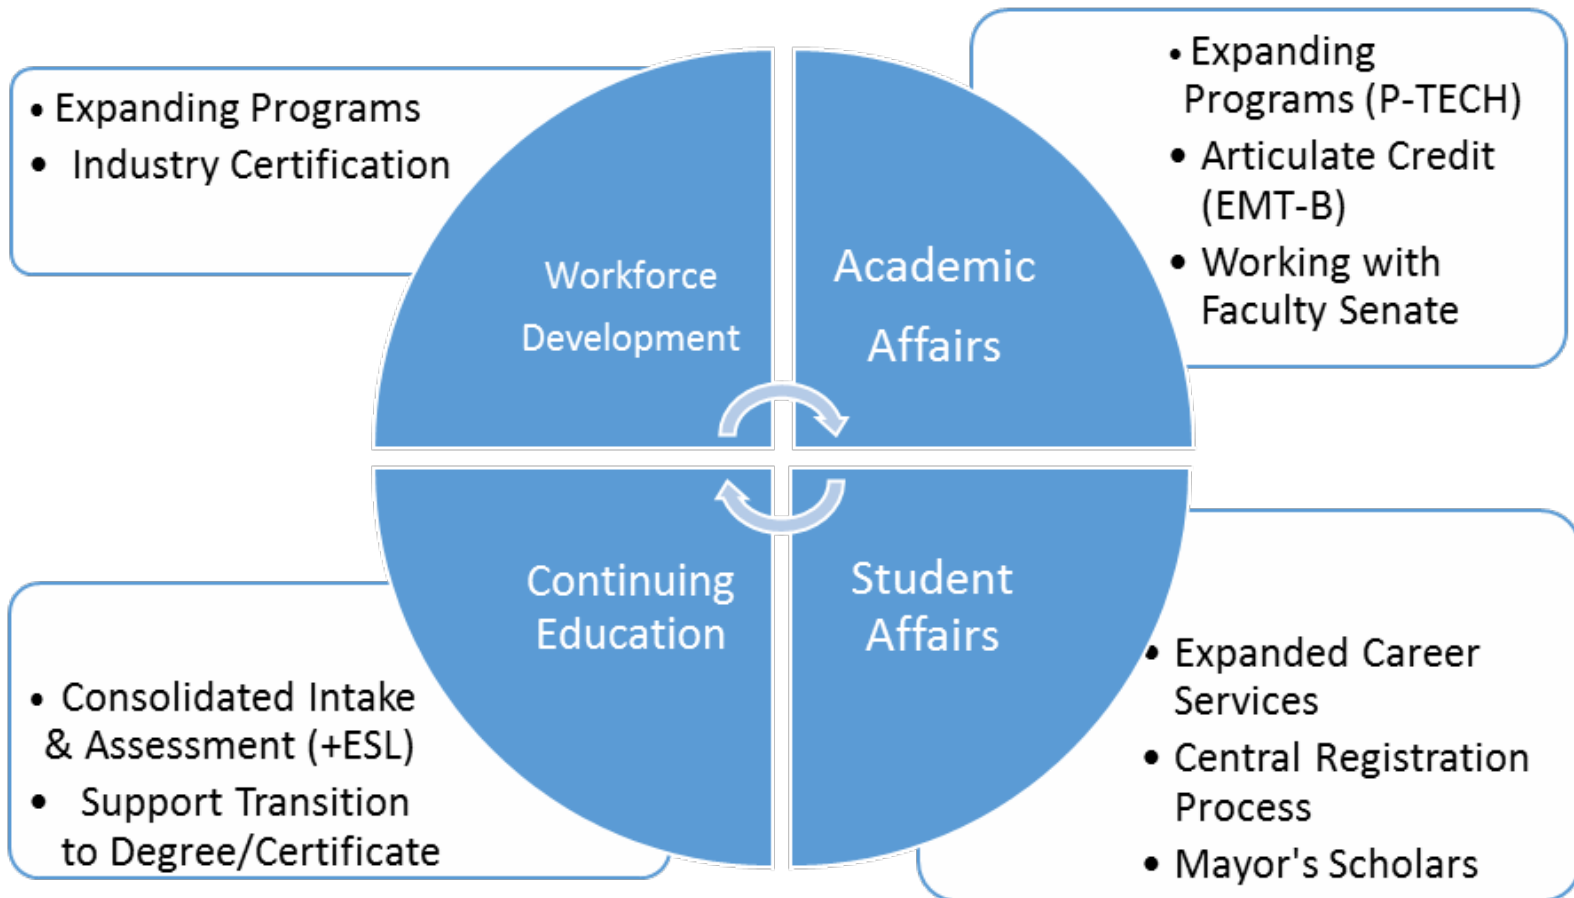 • Expanding Programs
• Industry Certification
• Expanding
Programs (P-TECH)
• Articulate Credit
(EMT-B)
• Working with
Faculty Senate
Workforce
Development
Academic
Affairs
Continuing
Education
Student
Affairs
• Consolidated Intake
& Assessment (+ESL)
• Support Transition
to Degree/Certificate
• Expanded Career
Services
• Central Registration
Process
• Mayor's Scholars